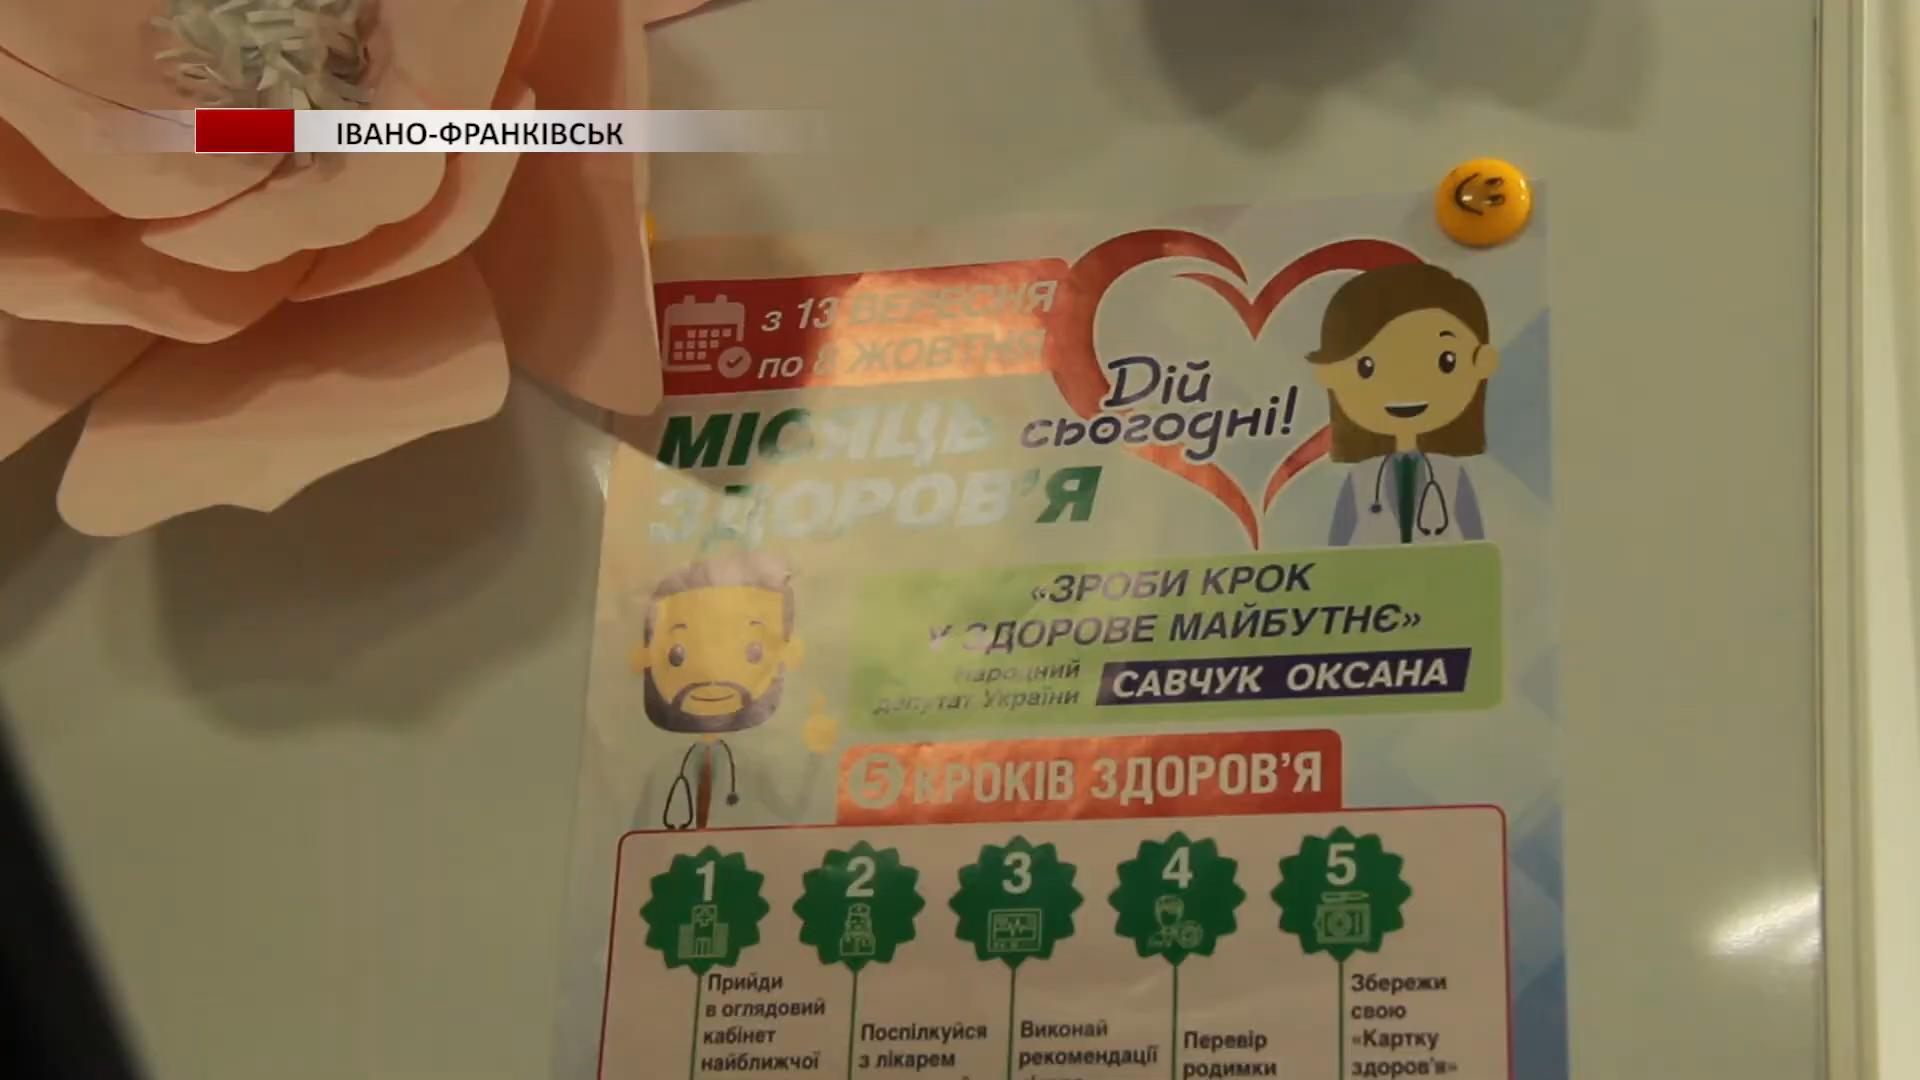 ІВАНО-ФРАНКІВСЬК
з 13 ВЕРЕСНЯ
по 8 ЖОВТНЯ
МІСЯЦЬ
ЗДОРОВ'Я
Дій
сьогодні!
«ЗРОБИ КРОК
У ЗДОРОВЕ МАЙБУТНЄ»
Народний
депутат України
САВЧУК ОКСАНА
5 КРОКІВ ЗДОРОВ'Я
1
Прийди
в оглядовий
кабінет
найближчої
2
Поспілкуйся
з лікарем
3
Виконай
рекомендації
4
Перевір
родимки
5
Збережи
свою
«Картку
здоров'я»